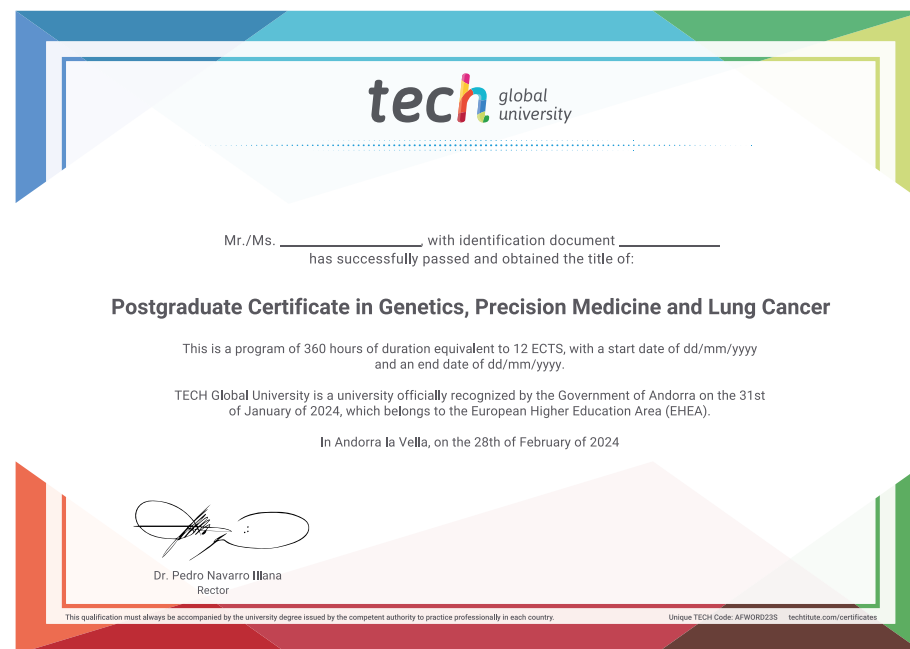 tech global university
Mr./Ms. ____________, with identification document ____________
has successfully passed and obtained the title of:
Postgraduate Certificate in Genetics, Precision Medicine and Lung Cancer
This is a program of 360 hours of duration equivalent to 12 ECTS, with a start date of dd/mm/yyyy
and an end date of dd/mm/yyyy.
TECH Global University is a university officially recognized by the Government of Andorra on the 31st
of January of 2024, which belongs to the European Higher Education Area (EHEA).
In Andorra la Vella, on the 28th of February of 2024
Dr. Pedro Navarro Illana
Rector
This qualification must always be accompanied by the university degree issued by the competent authority to practice professionally in each country.
Unique TECH Code: AFWORD23S techtitute.com/certificates